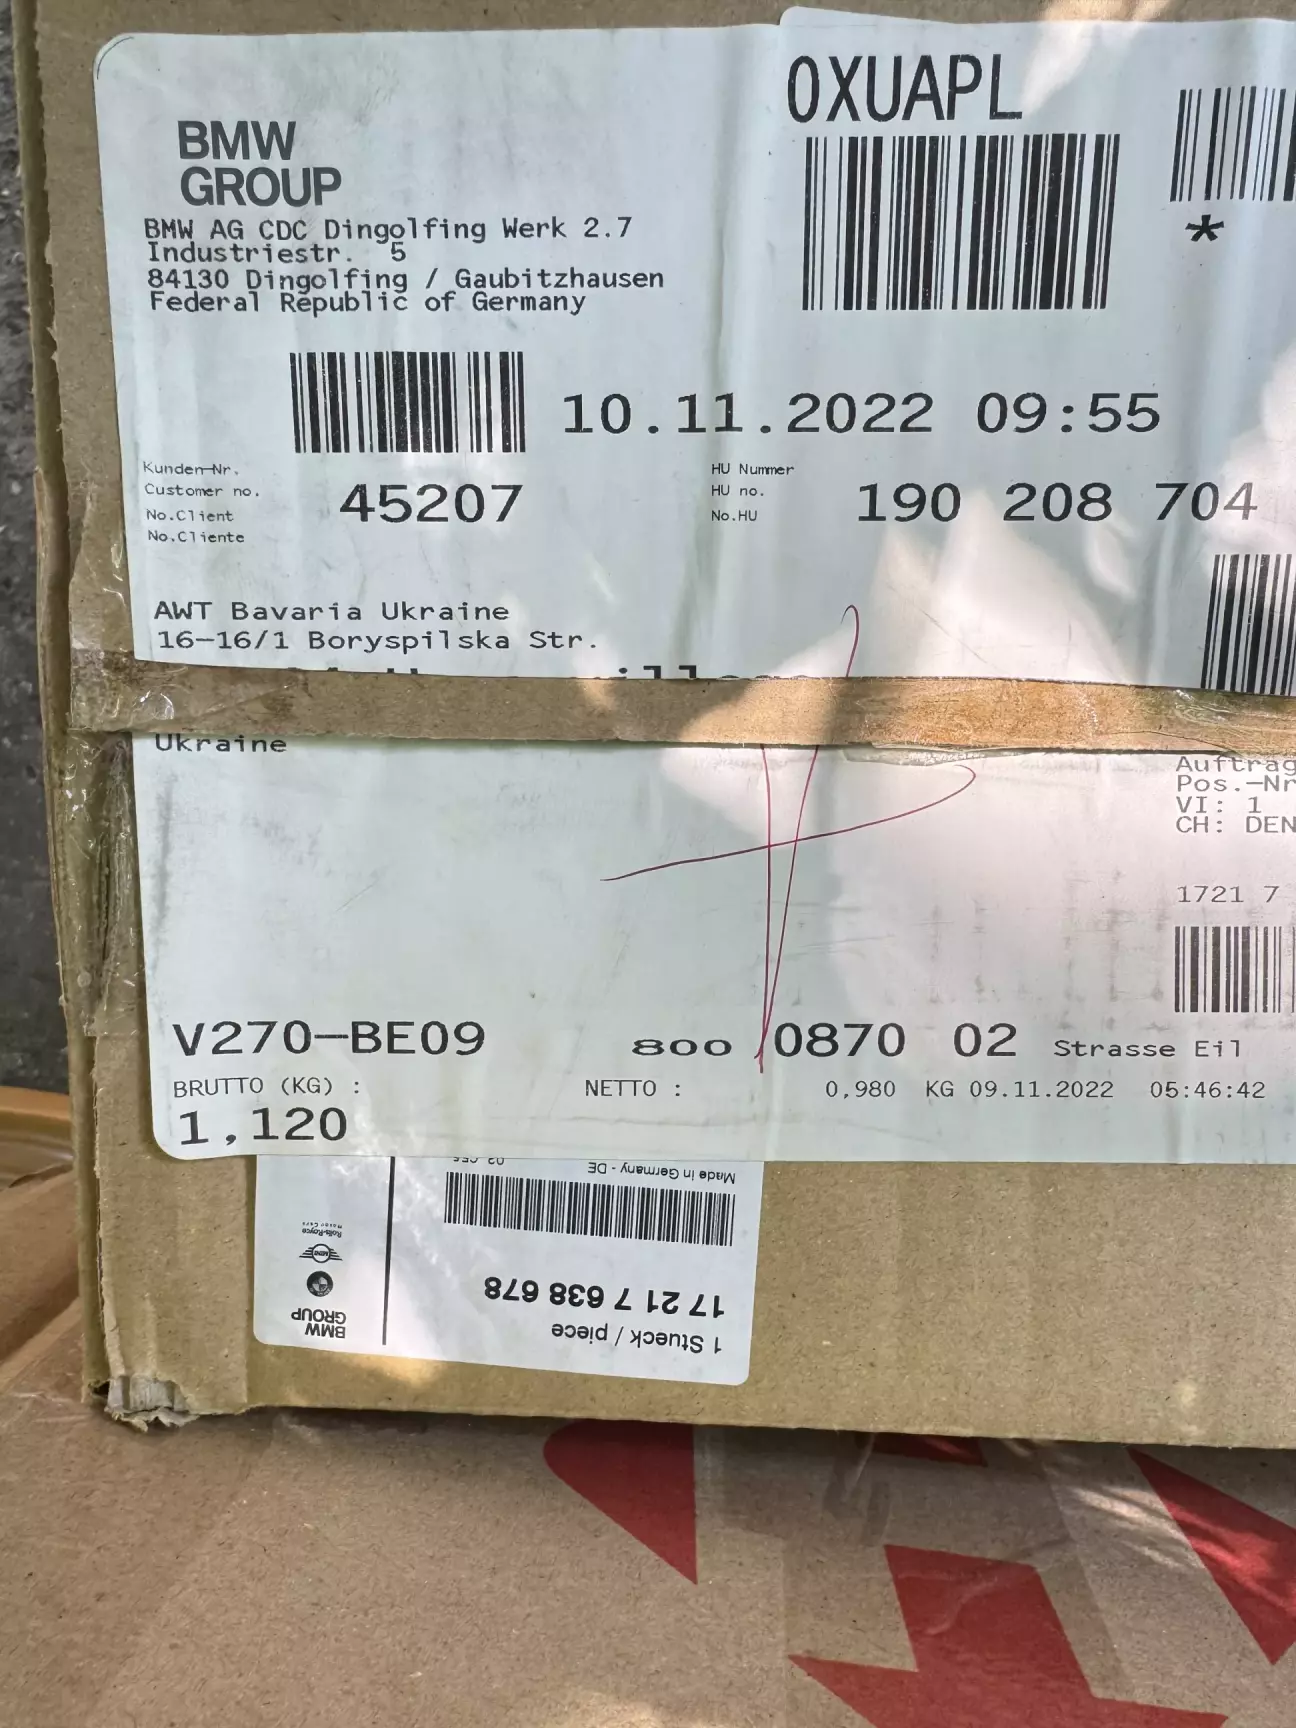 0XUAPL
BMW
GROUP
BMW AG CDC Dingolfing Werk 2.7
Industriestr. 5
84130 Dingolfing / Gaubitzhausen
Federal Republic of Germany
*
10.11.2022 09:55
Kunden-Nr.
Customer no.
No.Client
No.Cliente
45207
HU Nummer
HU no.
No.HU
190 208 704
AWT Bavaria Ukraine
16-16/1 Boryspilska Str.
Ukraine
Auftrag
Pos.-Nr
VI: 1
CH: DEN
1721 7
V270-BE09
800 0870 02 Strasse Eil
BRUTTO (KG) :
1,120
NETTO : 0,980 KG 09.11.2022 05:46:42
1 Stueck / piece
17 21 7 638 678
Made in Germany - DE
BMW
GROUP
MINI
Rolls-Royce
Motor Cars